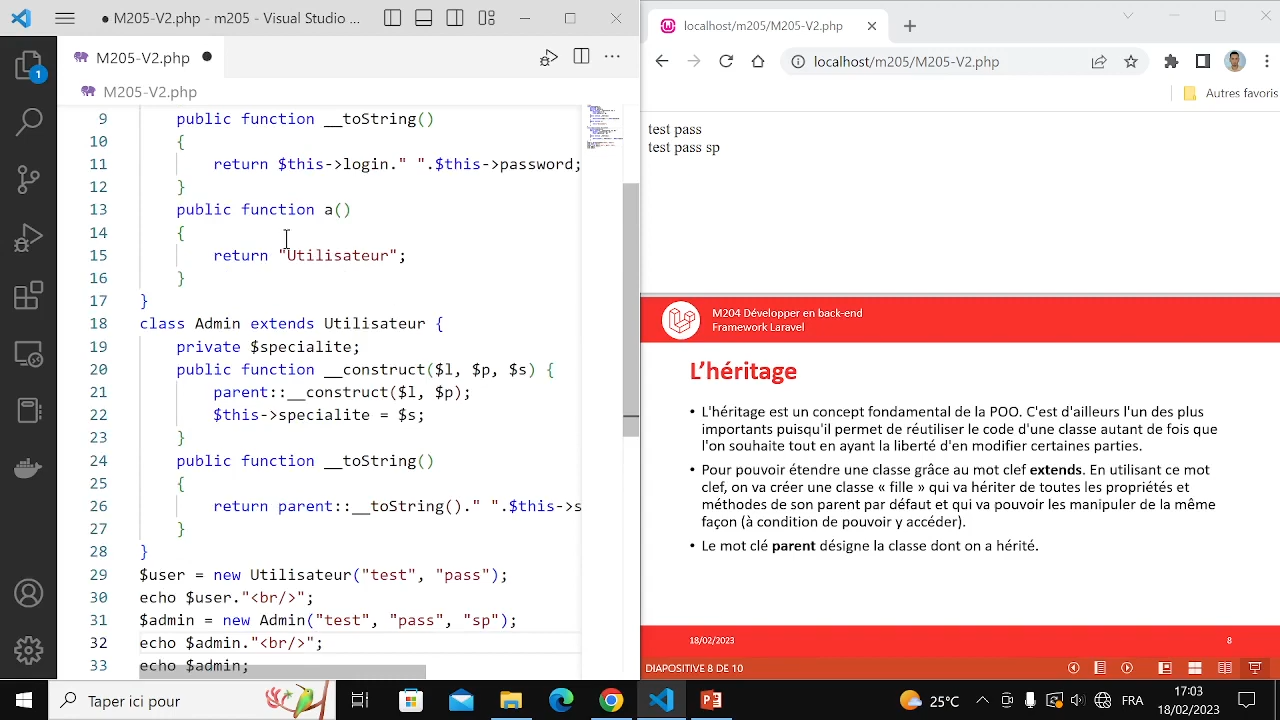 M205-V2.php - m205 - Visual Studio ...
M205-V2.php
M205-V2.php
1
9 public function __toString()
10 {
11 return $this->login." ".$this->password;
12 }
13 public function a()
14 {
15 return "Utilisateur";
16 }
17 }
18 class Admin extends Utilisateur {
19 private $specialite;
20 public function __construct($l, $p, $s) {
21 parent::__construct($l, $p);
22 $this->specialite = $s;
23 }
24 public function __toString()
25 {
26 return parent::__toString()." ".$this->s
27 }
28 }
29 $user = new Utilisateur("test", "pass");
30 echo $user."<br/>";
31 $admin = new Admin("test", "pass", "sp");
32 echo $admin."<br/>";
33 echo $admin;
localhost/m205/M205-V2.php
localhost/m205/M205-V2.php
Autres favoris
test pass
test pass sp
M204 Développer en back-end
Framework Laravel
L'héritage
• L'héritage est un concept fondamental de la POO. C'est d'ailleurs l'un des plus
importants puisqu'il permet de réutiliser le code d'une classe autant de fois que
l'on souhaite tout en ayant la liberté d'en modifier certaines parties.
• Pour pouvoir étendre une classe grâce au mot clef extends. En utilisant ce mot
clef, on va créer une classe « fille » qui va hériter de toutes les propriétés et
méthodes de son parent par défaut et qui va pouvoir les manipuler de la même
façon (à condition de pouvoir y accéder).
• Le mot clé parent désigne la classe dont on a hérité.
18/02/2023 8
DIAPOSITIVE 8 DE 10
Taper ici pour
25°C
FRA
17:03
18/02/2023